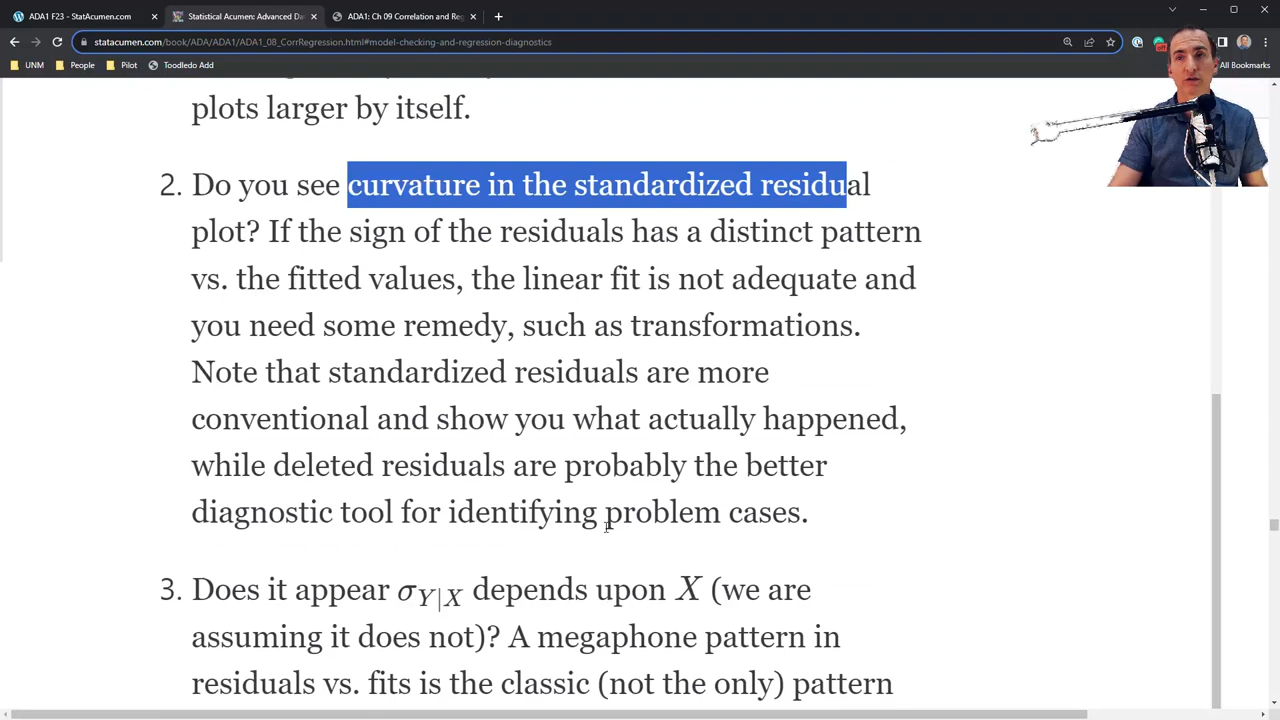 ADA1 F23 - StatAcumen.com
Statistical Acumen: Advanced Da
ADA1: Ch 09 Correlation and Reg
statacumen.com/book/ADA/ADA1/ADA1_08_CorrRegression.html#model-checking-and-regression-diagnostics
UNM
People
Pilot
Toodledo Add
All Bookmarks
plots larger by itself.
2. Do you see curvature in the standardized residual
plot? If the sign of the residuals has a distinct pattern
vs. the fitted values, the linear fit is not adequate and
you need some remedy, such as transformations.
Note that standardized residuals are more
conventional and show you what actually happened,
while deleted residuals are probably the better
diagnostic tool for identifying problem cases.
3. Does it appear σY|X depends upon X (we are
assuming it does not)? A megaphone pattern in
residuals vs. fits is the classic (not the only) pattern